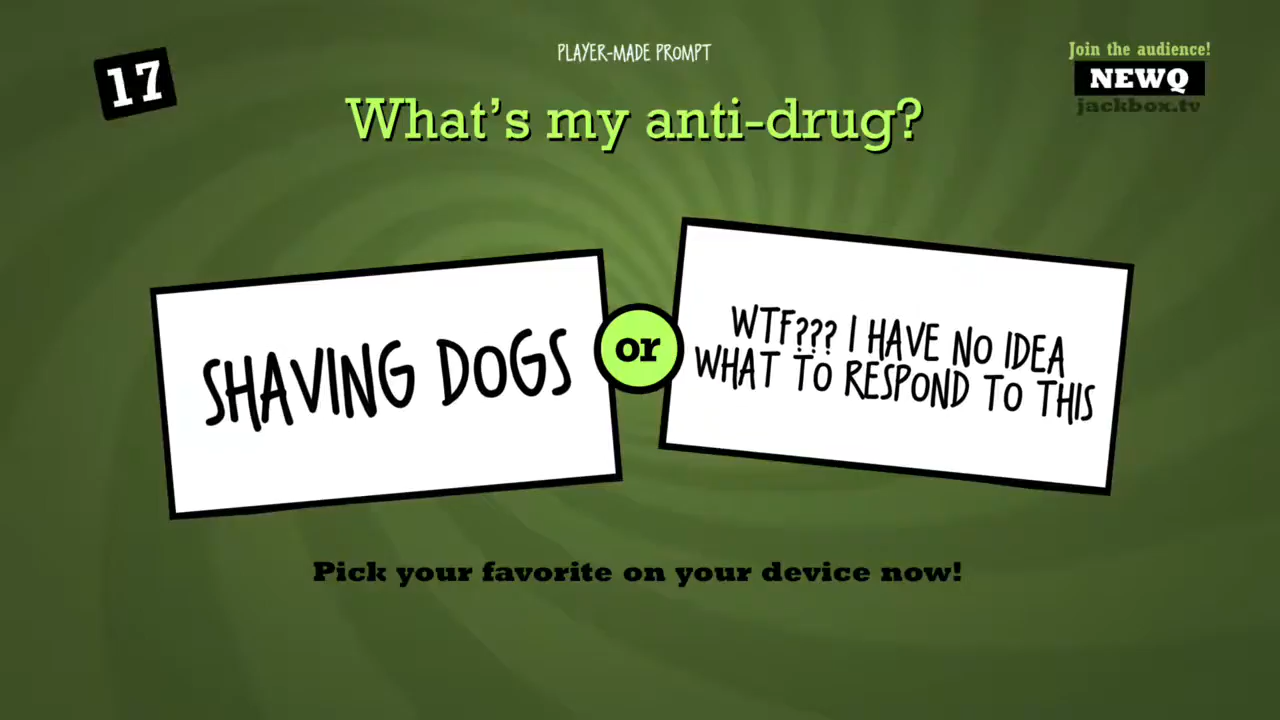 17
PLAYER-MADE PROMPT
What's my anti-drug?
Join the audience!
NEWQ
jackbox.tv
SHAVING DOGS
or
WTF??? I HAVE NO IDEA
WHAT TO RESPOND TO THIS
Pick your favorite on your device now!